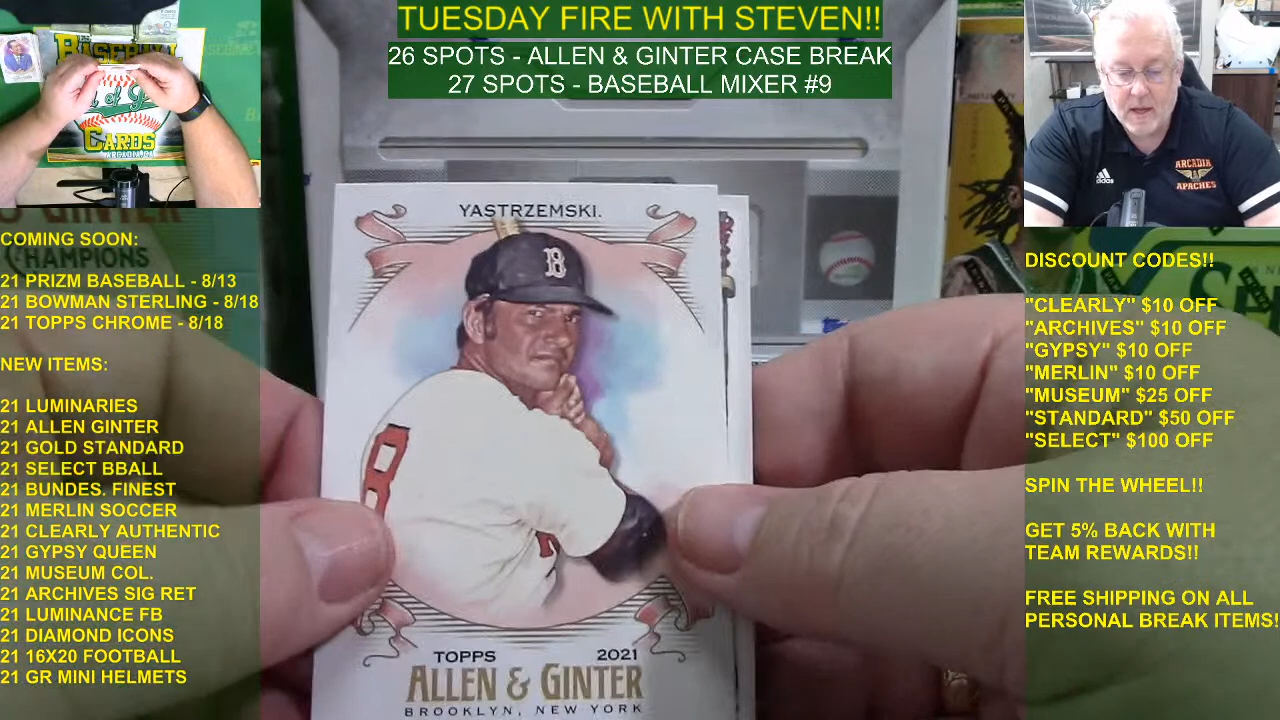 TUESDAY FIRE WITH STEVEN!!
26 SPOTS - ALLEN & GINTER CASE BREAK
27 SPOTS - BASEBALL MIXER #9
BASEBALL
CARDS
ARCADIA
APACHES
adidas
GINTER
CHAMPIONS
COMING SOON:
21 PRIZM BASEBALL - 8/13
21 BOWMAN STERLING - 8/18
21 TOPPS CHROME - 8/18
NEW ITEMS:
21 LUMINARIES
21 ALLEN GINTER
21 GOLD STANDARD
21 SELECT BBALL
21 BUNDES. FINEST
21 MERLIN SOCCER
21 CLEARLY AUTHENTIC
21 GYPSY QUEEN
21 MUSEUM COL.
21 ARCHIVES SIG RET
21 LUMINANCE FB
21 DIAMOND ICONS
21 16X20 FOOTBALL
21 GR MINI HELMETS
YASTRZEMSKI.
B
8
TOPPS 2021
ALLEN & GINTER
BROOKLYN, NEW YORK
DISCOUNT CODES!!
"CLEARLY" $10 OFF
"ARCHIVES" $10 OFF
"GYPSY" $10 OFF
"MERLIN" $10 OFF
"MUSEUM" $25 OFF
"STANDARD" $50 OFF
"SELECT" $100 OFF
SPIN THE WHEEL!!
GET 5% BACK WITH
TEAM REWARDS!!
FREE SHIPPING ON ALL
PERSONAL BREAK ITEMS!